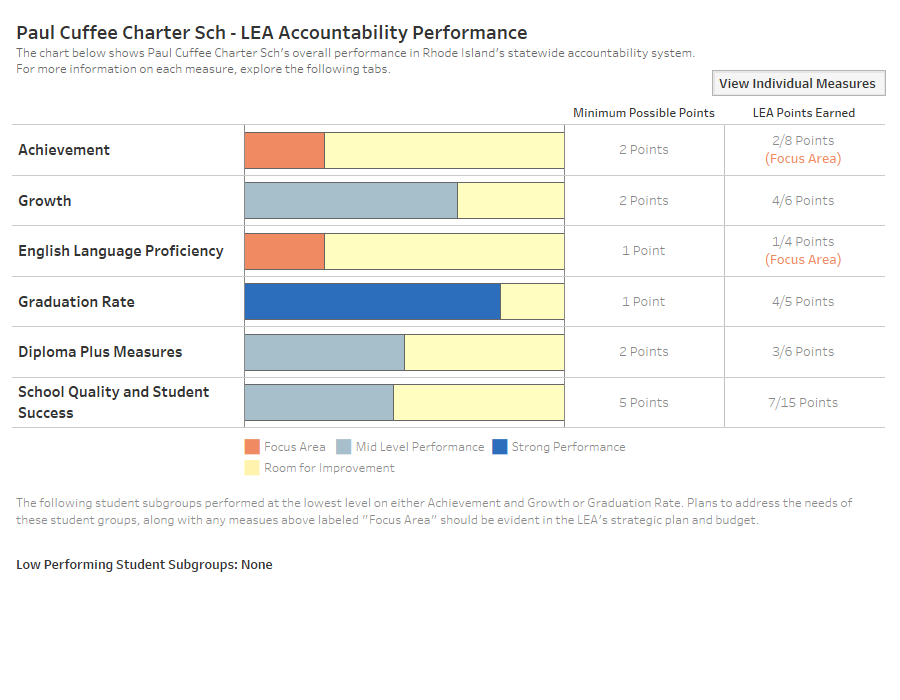 Paul Cuffee Charter Sch - LEA Accountability Performance
The chart below shows Paul Cuffee Charter Sch's overall performance in Rhode Island's statewide accountability system.
For more information on each measure, explore the following tabs.
View Individual Measures
Minimum Possible Points LEA Points Earned
Achievement 2 Points 2/8 Points
(Focus Area)
Growth 2 Points 4/6 Points
English Language Proficiency 1 Point 1/4 Points
(Focus Area)
Graduation Rate 1 Point 4/5 Points
Diploma Plus Measures 2 Points 3/6 Points
School Quality and Student
Success 5 Points 7/15 Points
Focus Area Mid Level Performance Strong Performance
Room for Improvement
The following student subgroups performed at the lowest level on either Achievement and Growth or Graduation Rate. Plans to address the needs of
these student groups, along with any measues above labeled "Focus Area" should be evident in the LEA's strategic plan and budget.
Low Performing Student Subgroups: None